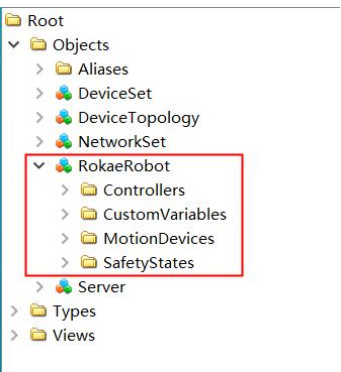 Root
Objects
Aliases
DeviceSet
DeviceTopology
NetworkSet
RokaeRobot
Controllers
CustomVariables
MotionDevices
SafetyStates
Server
Types
Views